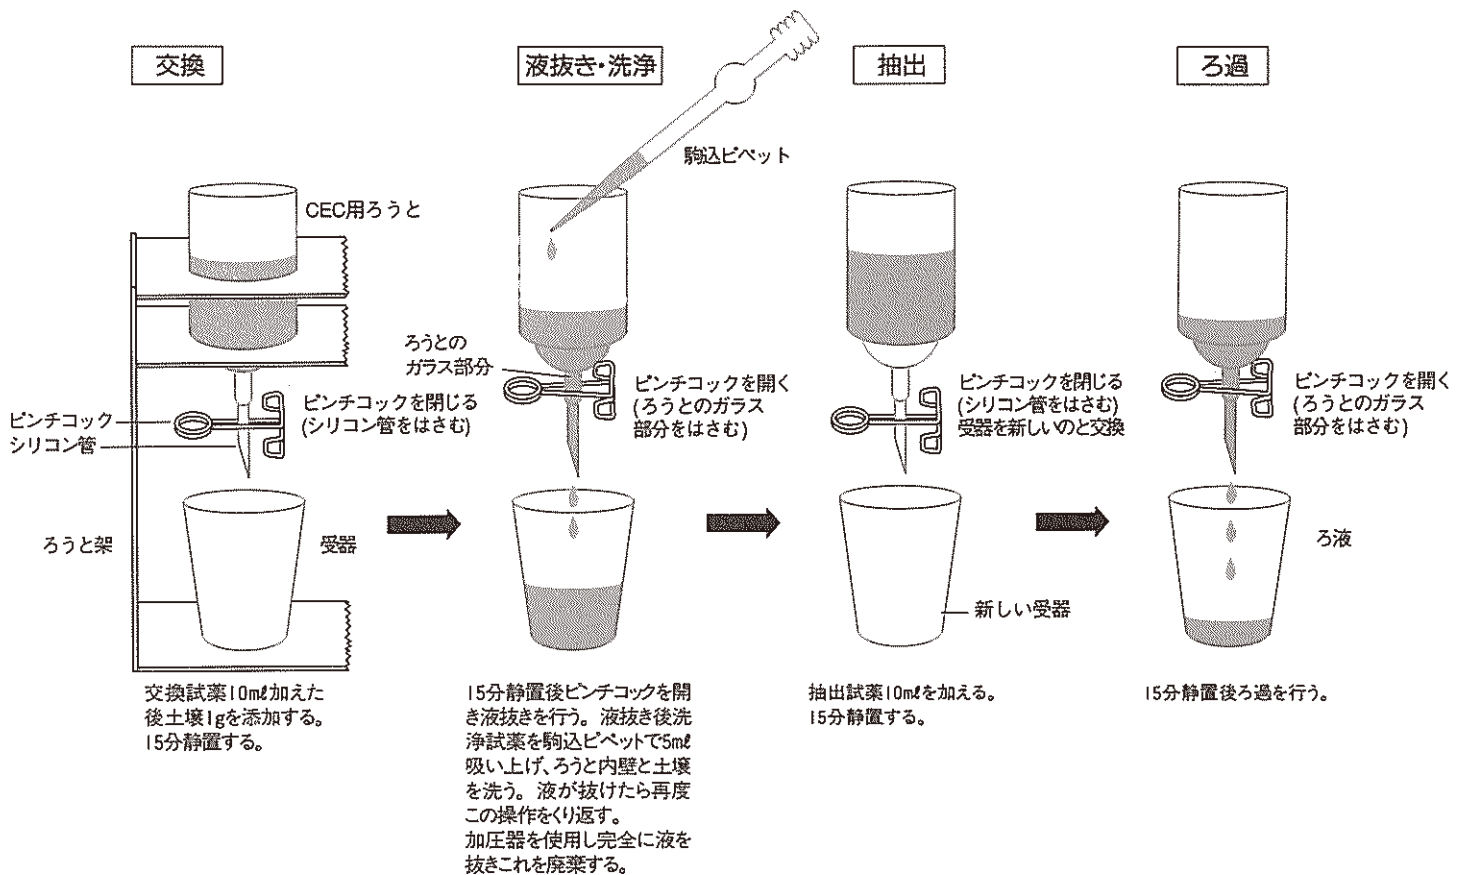 交換
液抜き・洗浄
抽出
ろ過
駒込ピペット
CEC用ろうと
ろうとの
ガラス部分
ピンチコック
シリコン管
ピンチコックを閉じる
(シリコン管をはさむ)
ピンチコックを開く
(ろうとのガラス
部分をはさむ)
ピンチコックを閉じる
(シリコン管をはさむ)
受器を新しいのと交換
ピンチコックを開く
(ろうとのガラス
部分をはさむ)
ろうと架
受器
新しい受器
ろ液
交換試薬10mℓ加えた
後土壌1gを添加する。
15分静置する。
15分静置後ピンチコックを開
き液抜きを行う。液抜き後洗
浄試薬を駒込ピペットで5mℓ
吸い上げ、ろうと内壁と土壌
を洗う。液が抜けたら再度
この操作をくり返す。
加圧器を使用し完全に液を
抜きこれを廃棄する。
抽出試薬10mℓを加える。
15分静置する。
15分静置後ろ過を行う。